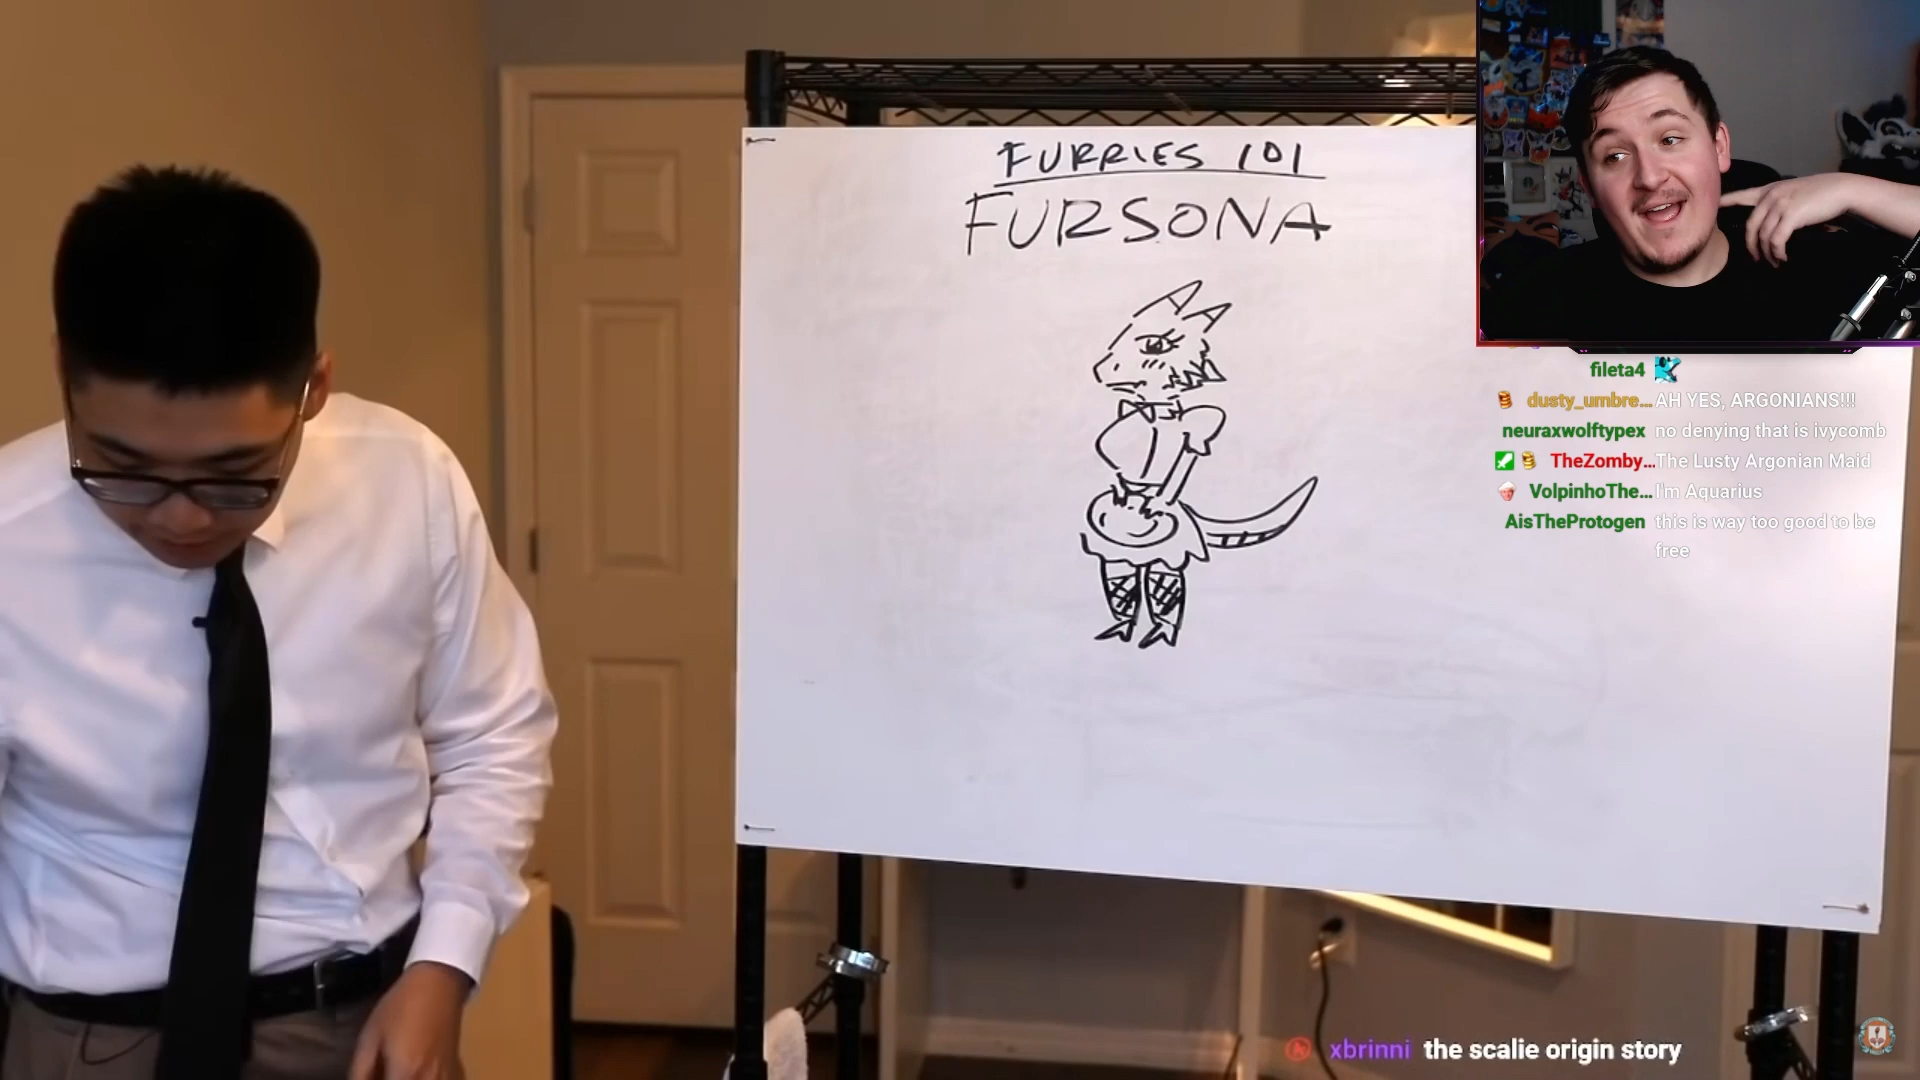 FURRIES 101
FURSONA
fileta4
dusty_umbre... AH YES, ARGONIANS!!!
neuraxwolftypex no denying that is ivycomb
TheZomby... The Lusty Argonian Maid
VolpinhoThe... I'm Aquarius
AisTheProtogen this is way too good to be
free
xbrinni the scalie origin story